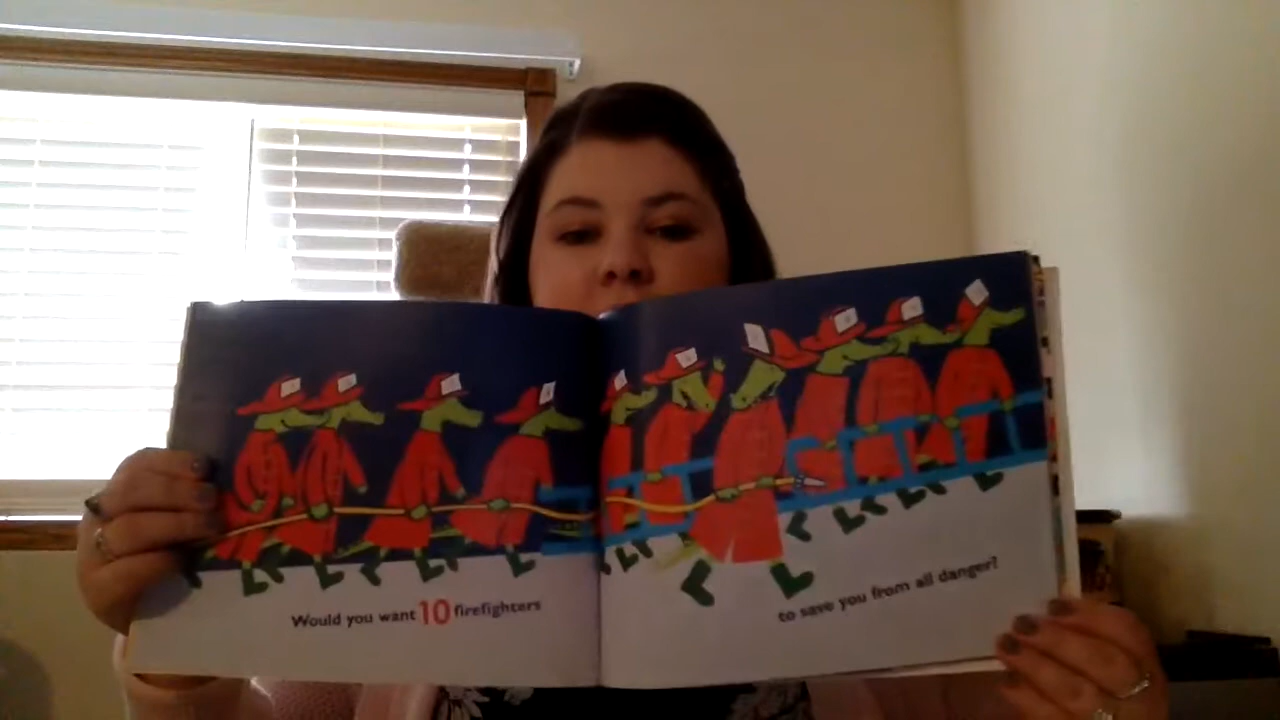 Would you want 10 firefighters
to save you from all danger?